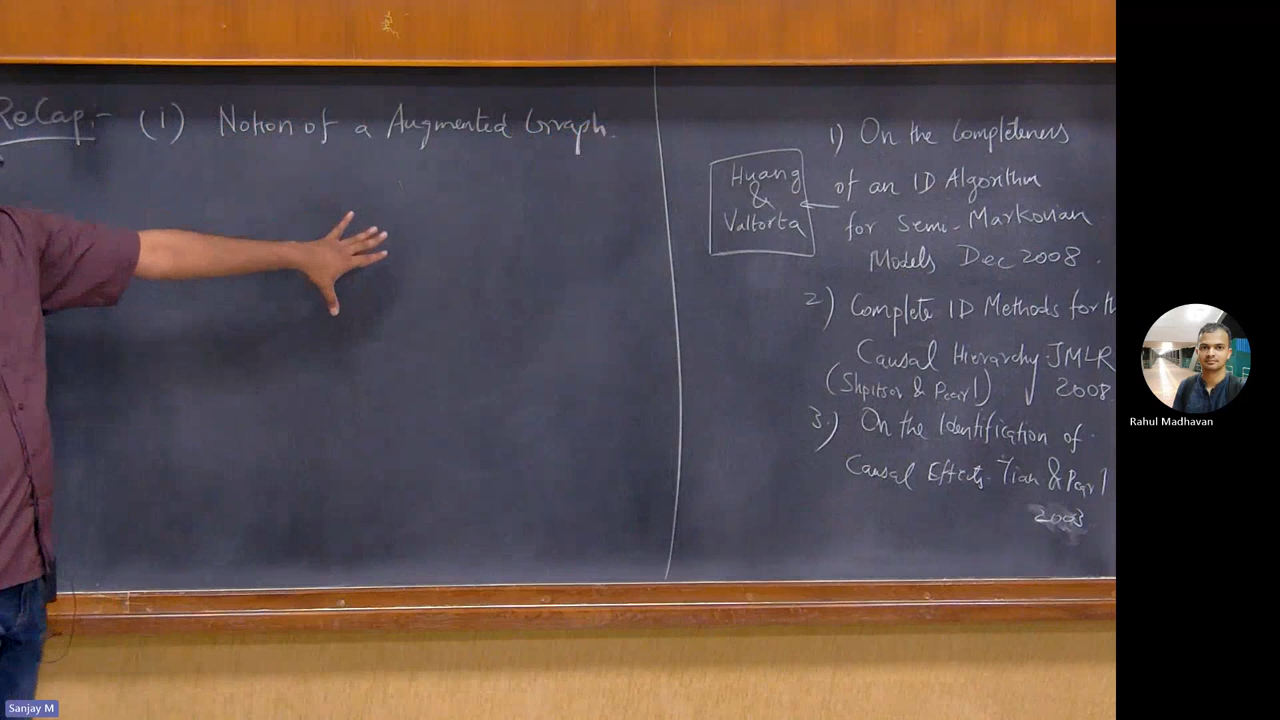 ReCap:- (i) Notion of a Augmented Graph.
Huang
&
Valtorta
1) On the Completeness
of an ID Algorithm
for Semi-Markovian
Models Dec 2008.
2) Complete ID Methods for th
Causal Hierarchy JMLR
(Shpitser & Pearl) 2008.
3.) On the Identification of
Causal Effects- Tian & Pearl
2003
Rahul Madhavan
Sanjay M